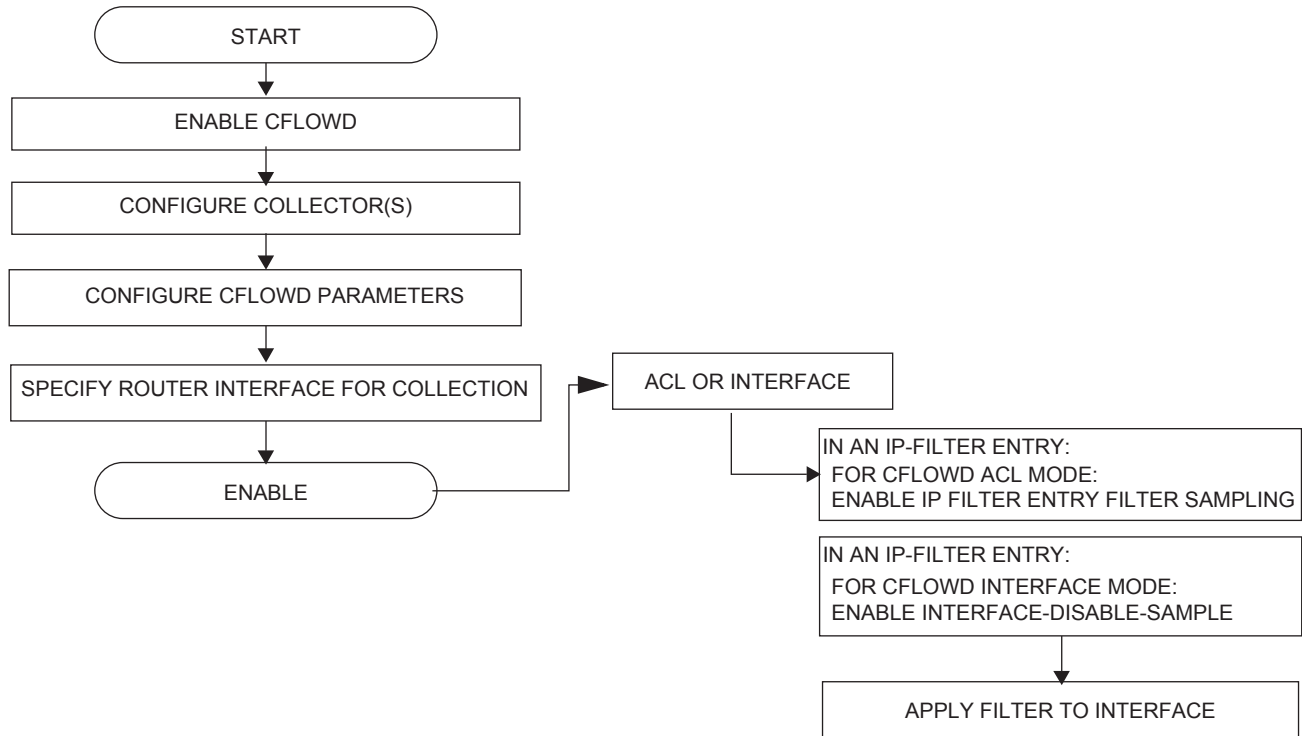 START
ENABLE CFLOWD
CONFIGURE COLLECTOR(S)
CONFIGURE CFLOWD PARAMETERS
SPECIFY ROUTER INTERFACE FOR COLLECTION
ENABLE
ACL OR INTERFACE
IN AN IP-FILTER ENTRY:
FOR CFLOWD ACL MODE:
ENABLE IP FILTER ENTRY FILTER SAMPLING
IN AN IP-FILTER ENTRY:
FOR CFLOWD INTERFACE MODE:
ENABLE INTERFACE-DISABLE-SAMPLE
APPLY FILTER TO INTERFACE